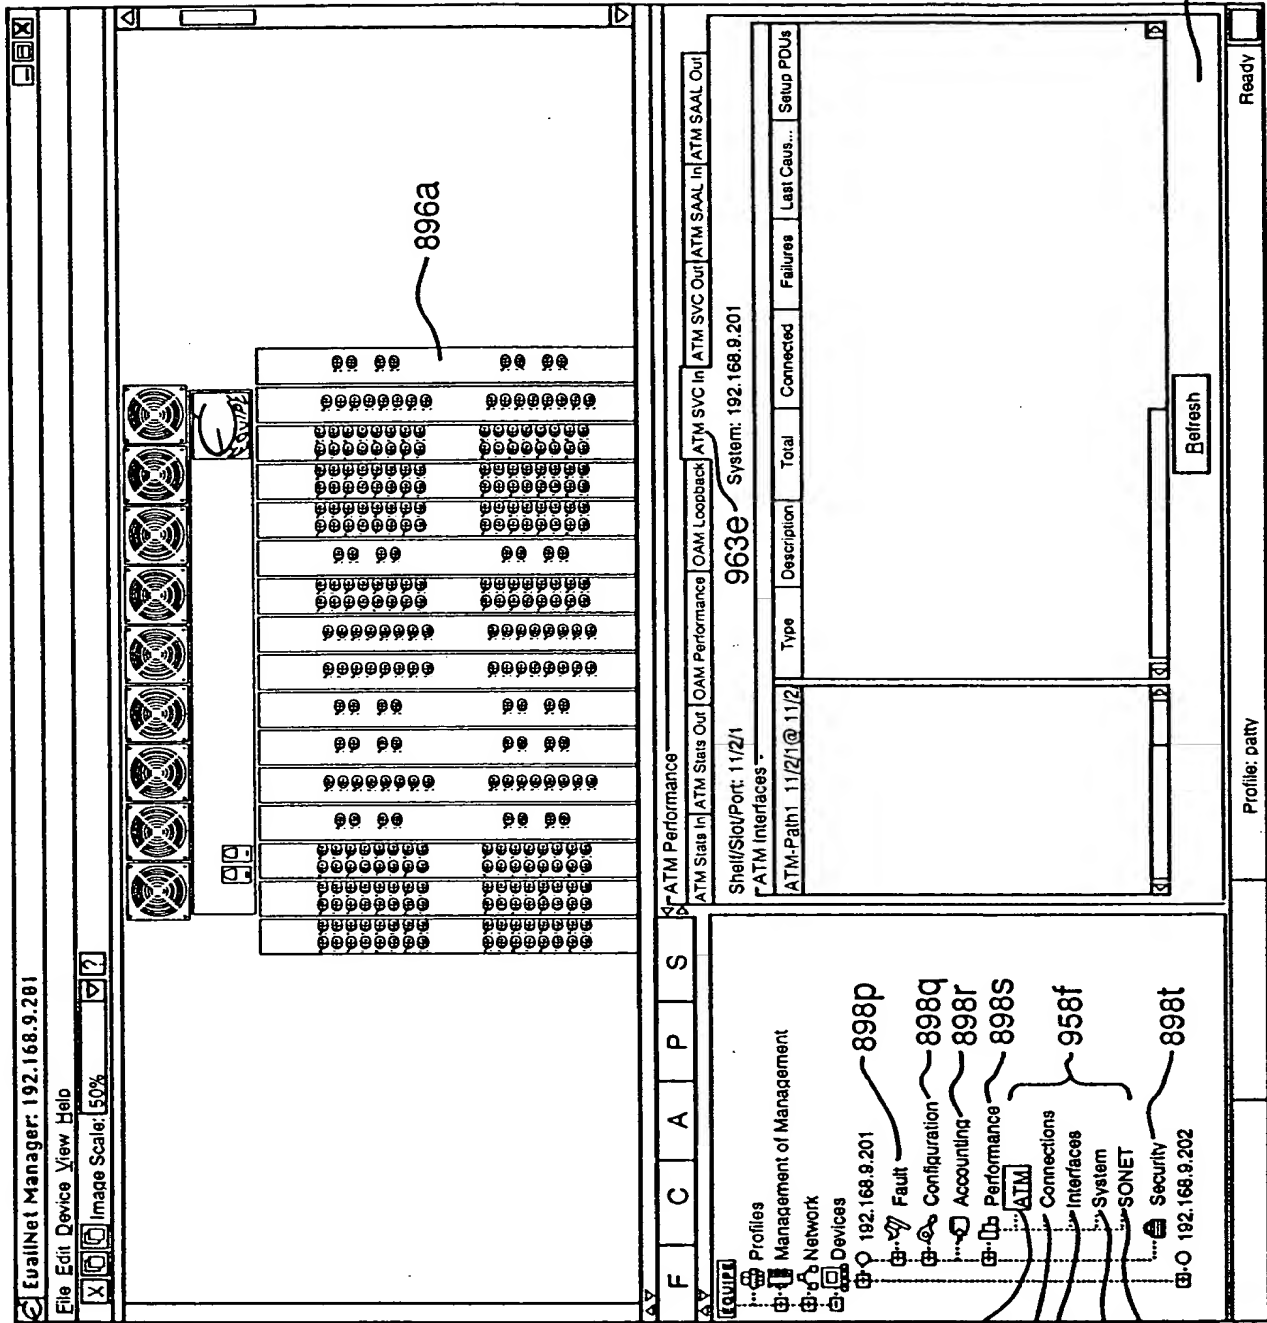 EuallNet Manager: 192.168.9.201
File Edit Device View Help
X Image Scale: 50% ?
896a
F C A P S
EQUIPE
Profiles
Management of Management
Network
Devices
192.168.9.201
Fault
898p
Configuration
898q
Accounting
898r
Performance
898s
ATM
Connections
Interfaces
System
SONET
958f
Security
898t
192.168.9.202
ATM Performance
ATM Stats In ATM Stats Out OAM Performance OAM Loopback ATM SVC In ATM SVC Out ATM SAAL In ATM SAAL Out
Shelf/Slot/Port: 11/2/1 963e System: 192.168.9.201
ATM Interfaces
ATM-Path1 11/2/1@11/2/ Type Description Total Connected Failures Last Caus... Setup PDUs
Refresh
Profile: patty Ready